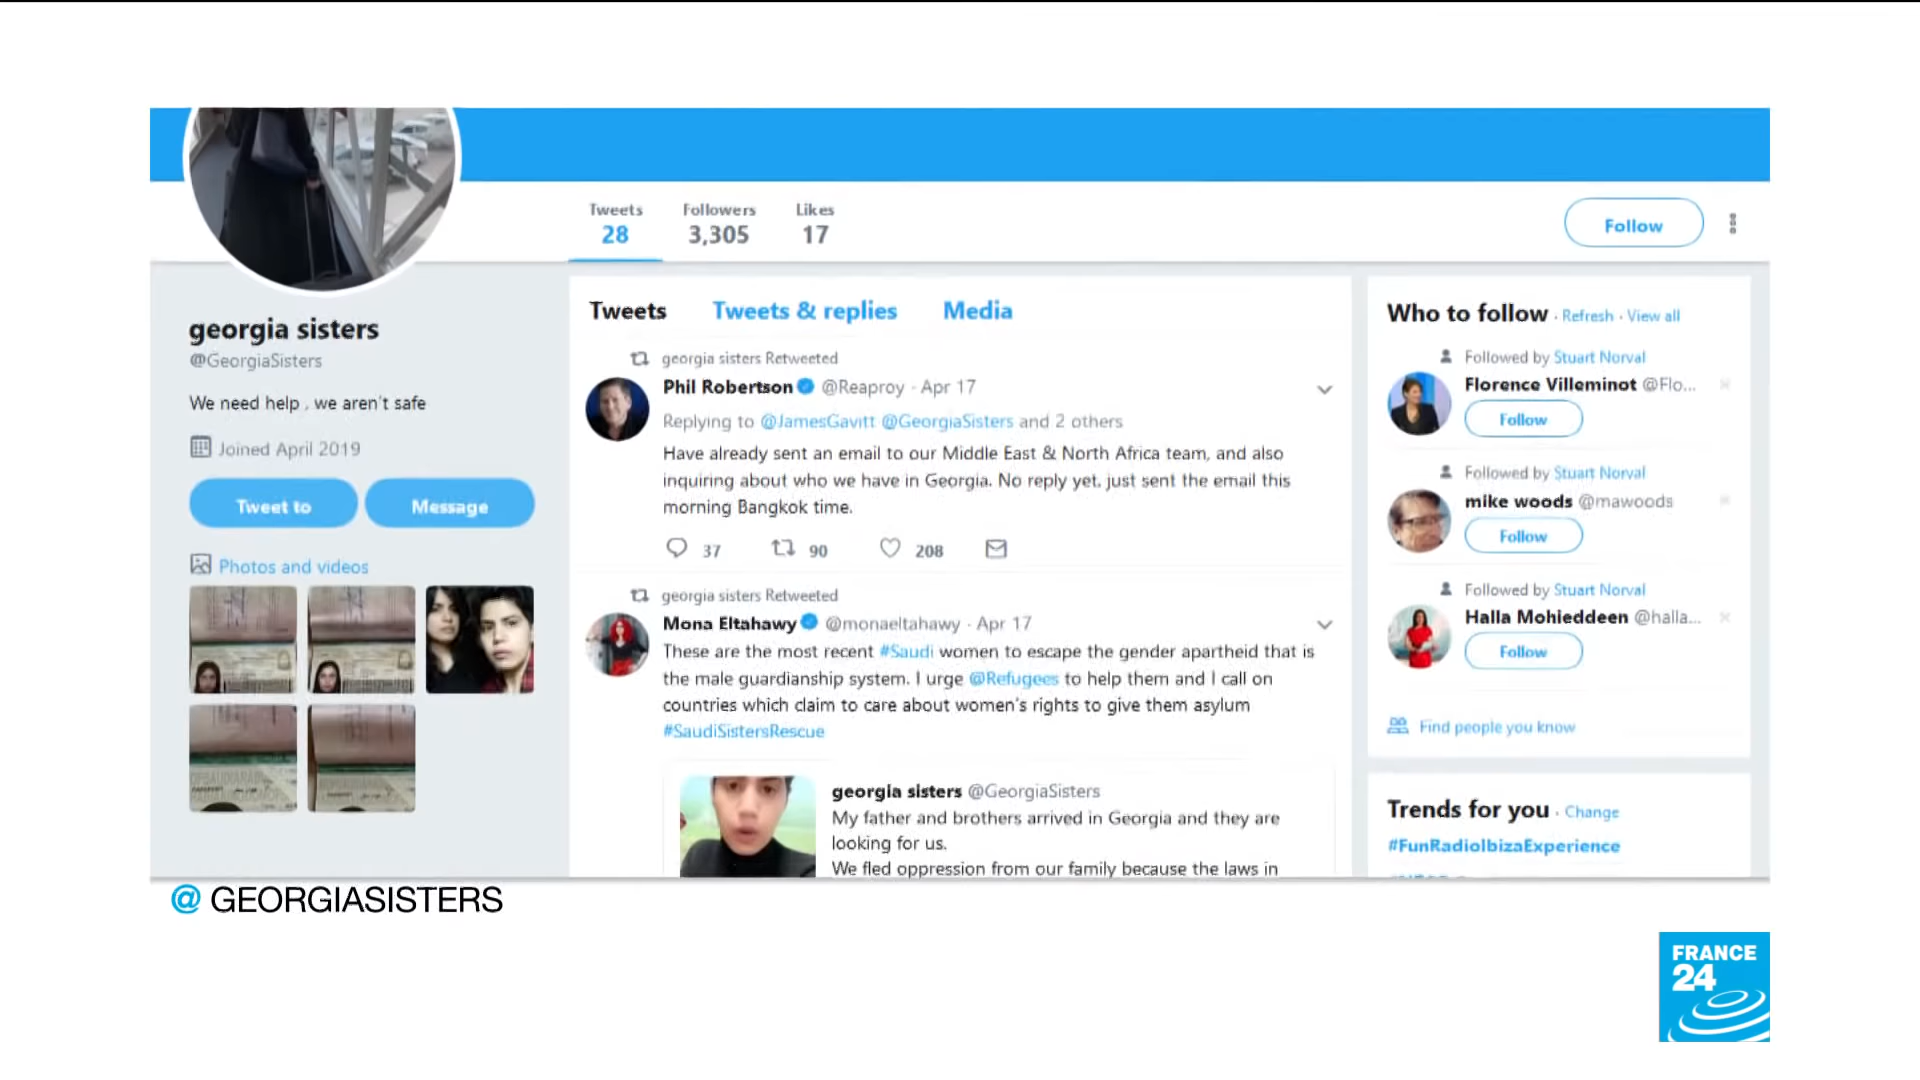 Tweets
28
Followers
3,305
Likes
17
Follow
georgia sisters
@GeorgiaSisters
We need help , we aren't safe
Joined April 2019
Tweet to
Message
Photos and videos
Tweets
Tweets & replies
Media
georgia sisters Retweeted
Phil Robertson @Reaproy · Apr 17
Replying to @JamesGavitt @GeorgiaSisters and 2 others
Have already sent an email to our Middle East & North Africa team, and also
inquiring about who we have in Georgia. No reply yet, just sent the email this
morning Bangkok time.
37
90
208
georgia sisters Retweeted
Mona Eltahawy @monaeltahawy · Apr 17
These are the most recent #Saudi women to escape the gender apartheid that is
the male guardianship system. I urge @Refugees to help them and I call on
countries which claim to care about women's rights to give them asylum
#SaudiSistersRescue
georgia sisters @GeorgiaSisters
My father and brothers arrived in Georgia and they are
looking for us.
We fled oppression from our family because the laws in
Who to follow · Refresh · View all
Followed by Stuart Norval
Florence Villeminot @Flo...
Follow
Followed by Stuart Norval
mike woods @mawoods
Follow
Followed by Stuart Norval
Halla Mohieddeen @halla...
Follow
Find people you know
Trends for you · Change
#FunRadioIbizaExperience
@ GEORGIASISTERS
FRANCE
24